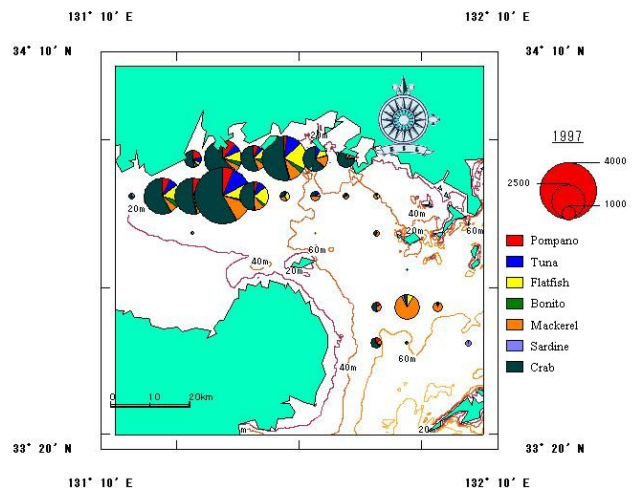 131° 10′ E
132° 10′ E
34° 10′ N
34° 10′ N
20m
1997
4000
2500
1000
20m
40m
20m
60m
60m
40m
20m
Pompano
Tuna
Flatfish
Bonito
Mackerel
Sardine
Crab
60m
40m
0
10
20km
m
20m
33° 20′ N
33° 20′ N
131° 10′ E
132° 10′ E